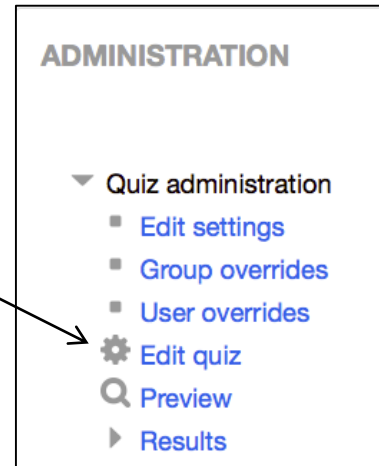 ADMINISTRATION
Quiz administration
Edit settings
Group overrides
User overrides
Edit quiz
Preview
Results